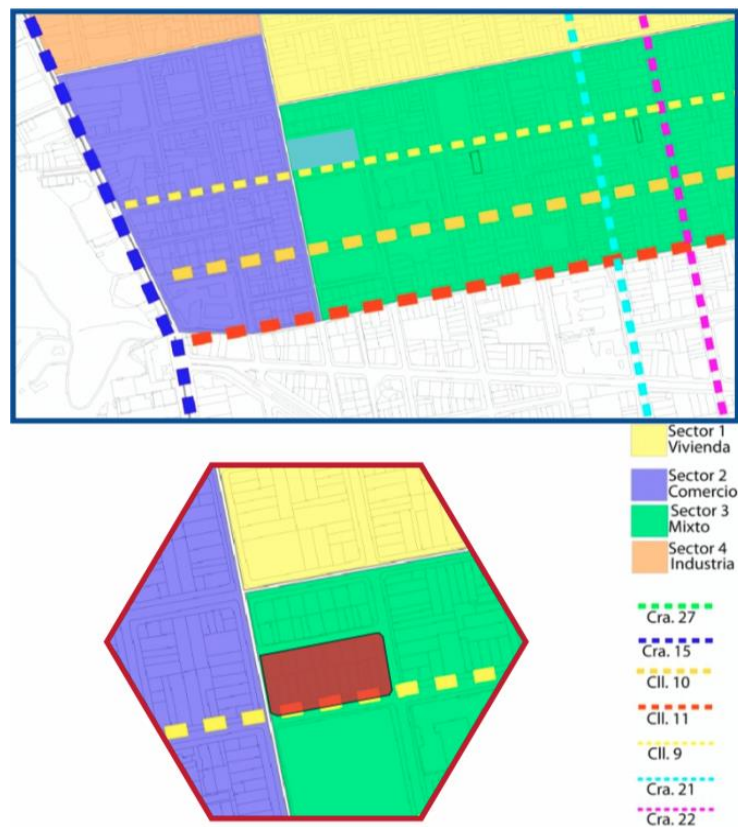 Sector 1
Vivienda
Sector 2
Comercio
Sector 3
Mixto
Sector 4
Industria
Cra. 27
Cra. 15
Cll. 10
Cll. 11
Cll. 9
Cra. 21
Cra. 22